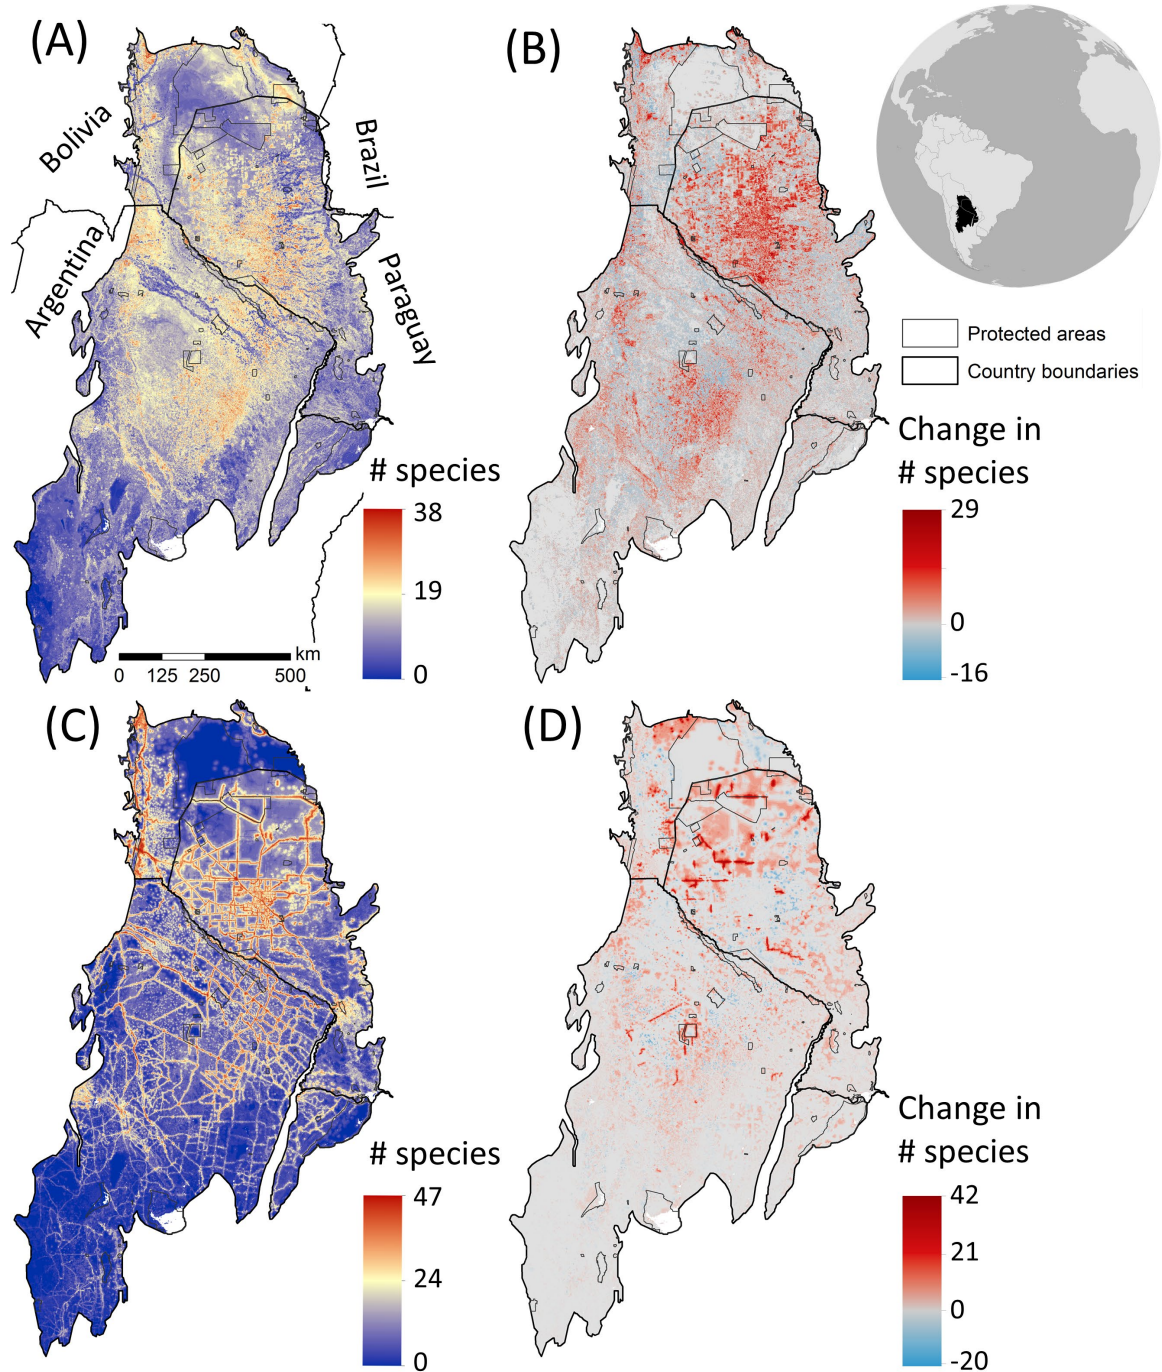 (A)
(B)
Bolivia
Brazil
Argentina
Paraguay
Protected areas
Country boundaries
# species
38
19
0
Change in
# species
29
0
-16
km
0 125 250 500
(C)
(D)
# species
47
24
0
Change in
# species
42
21
0
-20